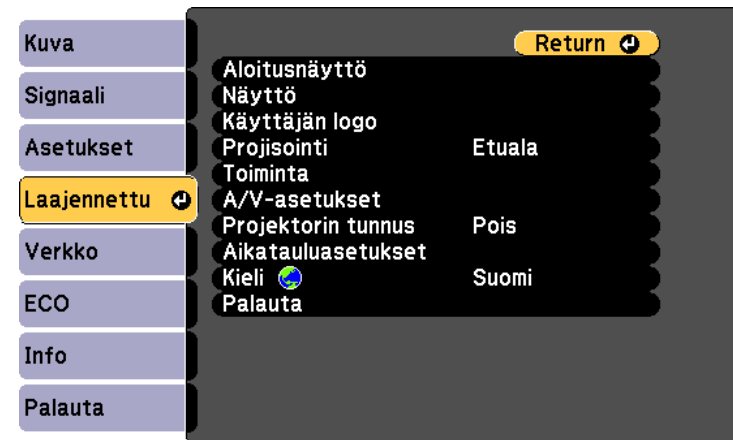 Kuva
Signaali
Asetukset
Laajennettu
Verkko
ECO
Info
Palauta
Return
Aloitusnäyttö
Näyttö
Käyttäjän logo
Projisointi Etuala
Toiminta
A/V-asetukset
Projektorin tunnus Pois
Aikatauluasetukset
Kieli Suomi
Palauta